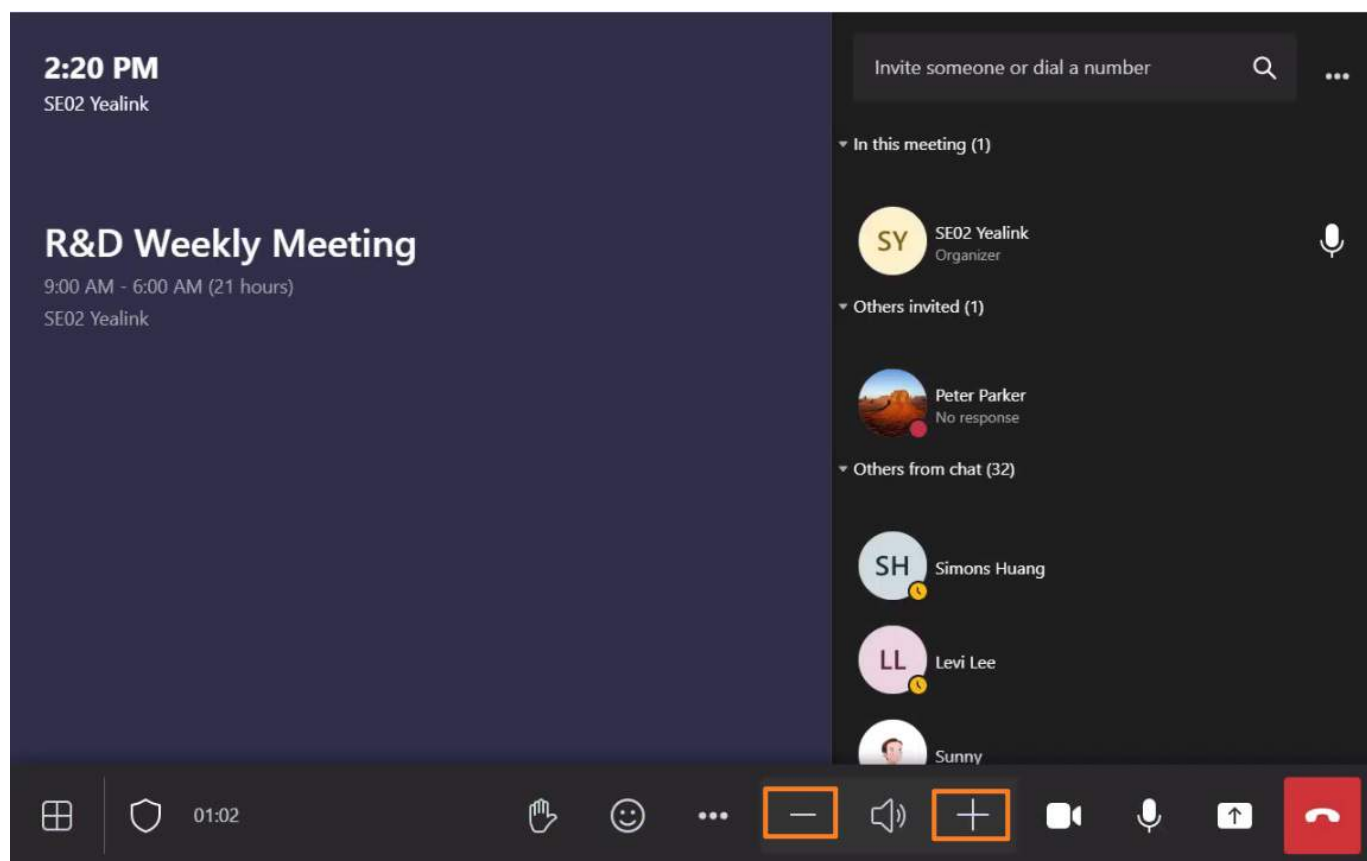 2:20 PM
SE02 Yealink
R&D Weekly Meeting
9:00 AM - 6:00 AM (21 hours)
SE02 Yealink
Invite someone or dial a number
In this meeting (1)
SY
SE02 Yealink
Organizer
Others invited (1)
Peter Parker
No response
Others from chat (32)
SH
Simons Huang
LL
Levi Lee
Sunny
01:02